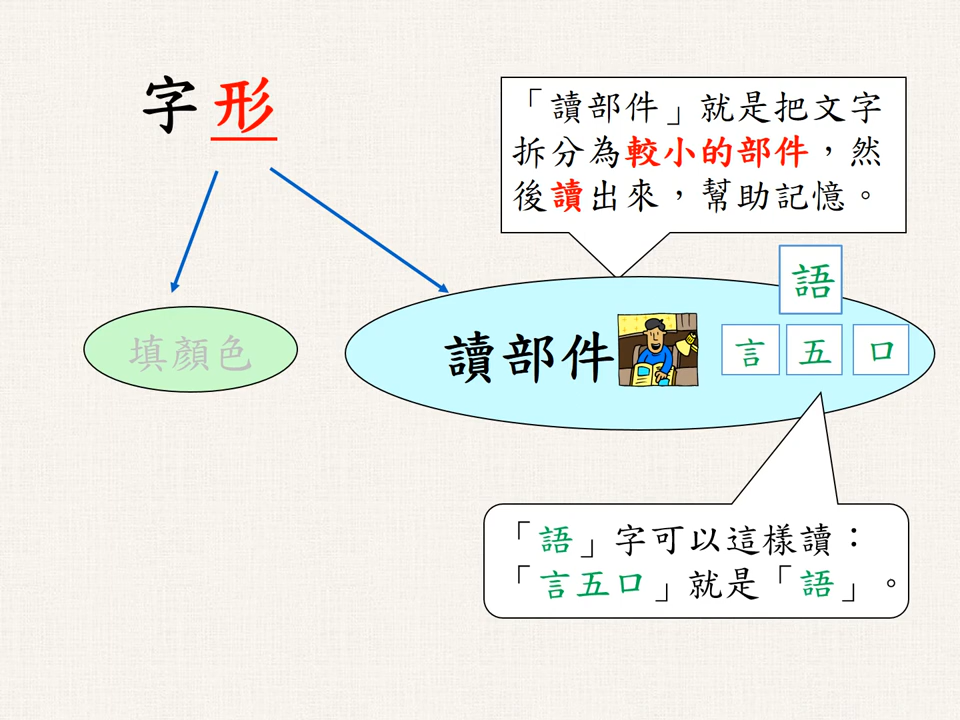 字形
「讀部件」就是把文字
拆分為較小的部件，然
後讀出來，幫助記憶。
填顏色
讀部件
語
言 五 口
「語」字可以這樣讀：
「言五口」就是「語」。